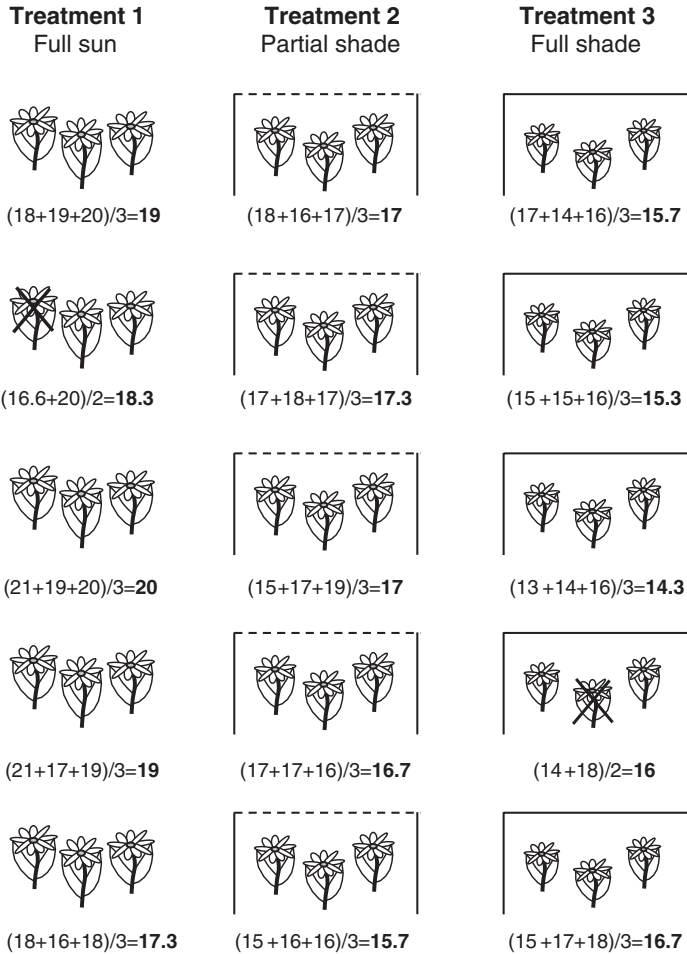 Treatment 1 Treatment 2 Treatment 3
Full sun Partial shade Full shade
(18+19+20)/3=19 (18+16+17)/3=17 (17+14+16)/3=15.7
(16.6+20)/2=18.3 (17+18+17)/3=17.3 (15+15+16)/3=15.3
(21+19+20)/3=20 (15+17+19)/3=17 (13+14+16)/3=14.3
(21+17+19)/3=19 (17+17+16)/3=16.7 (14+18)/2=16
(18+16+18)/3=17.3 (15+16+16)/3=15.7 (15+17+18)/3=16.7